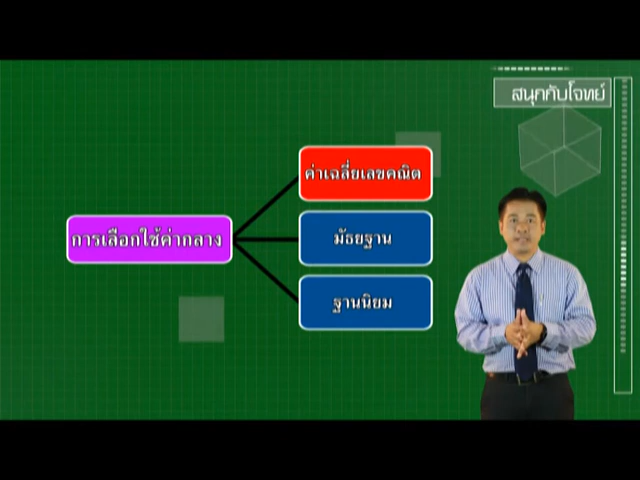 สนุกกับโจทย์
ค่าเฉลี่ยเลขคณิต
การเลือกใช้ค่ากลาง
มัธยฐาน
ฐานนิยม